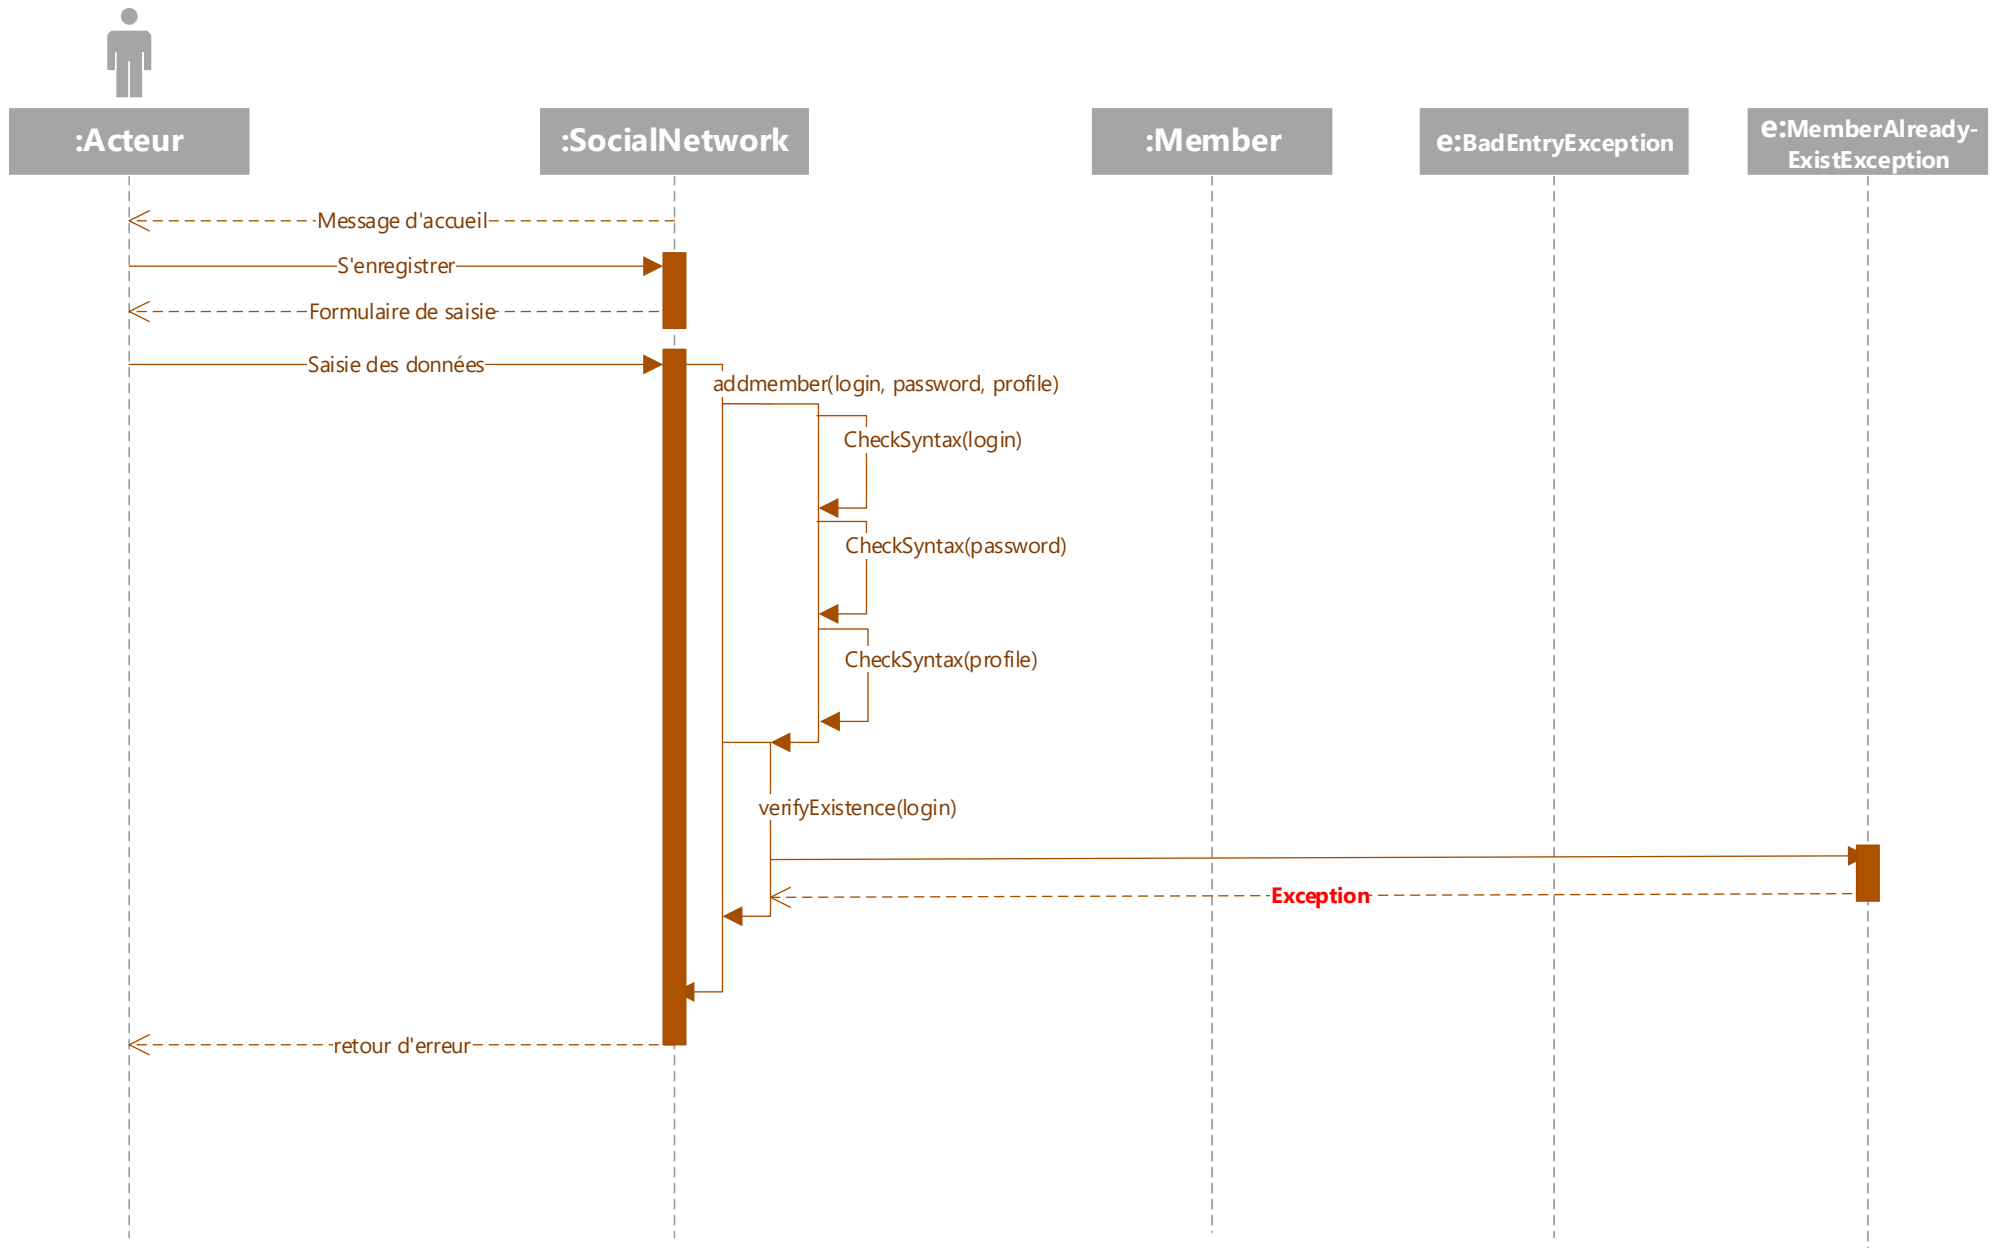 :Acteur
:SocialNetwork
:Member
e:BadEntryException
e:MemberAlready-
ExistException
Message d'accueil
S'enregistrer
Formulaire de saisie
Saisie des données
addmember(login, password, profile)
CheckSyntax(login)
CheckSyntax(password)
CheckSyntax(profile)
verifyExistence(login)
Exception
retour d'erreur